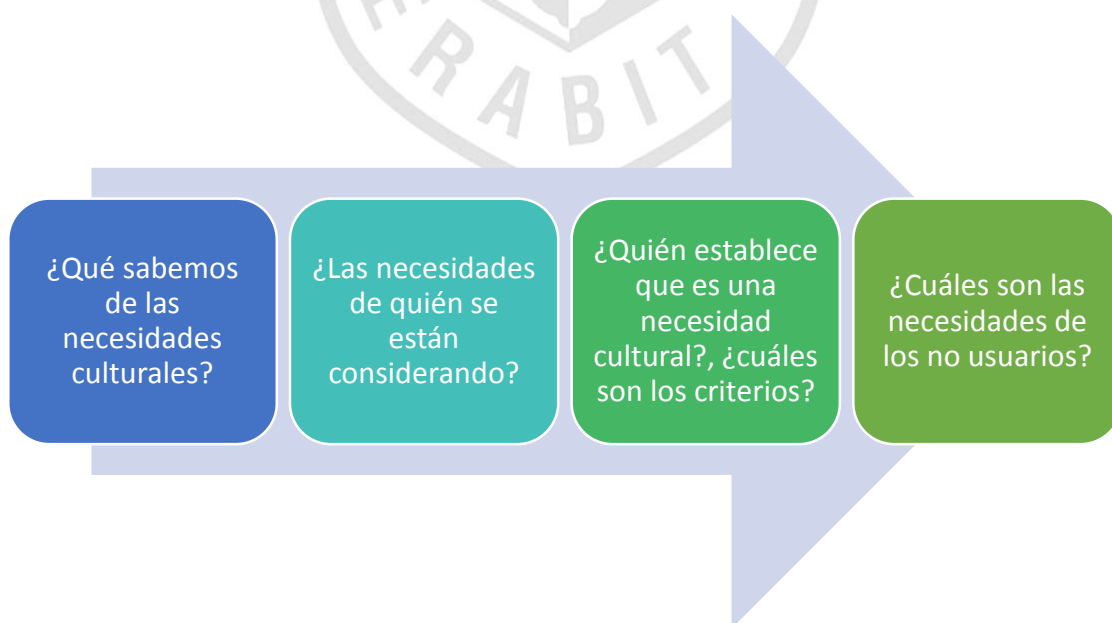 ERABIT
¿Qué sabemos
de las
necesidades
culturales?
¿Las necesidades
de quién se
están
considerando?
¿Quién establece
que es una
necesidad
cultural?, ¿cuáles
son los criterios?
¿Cuáles son las
necesidades de
los no usuarios?